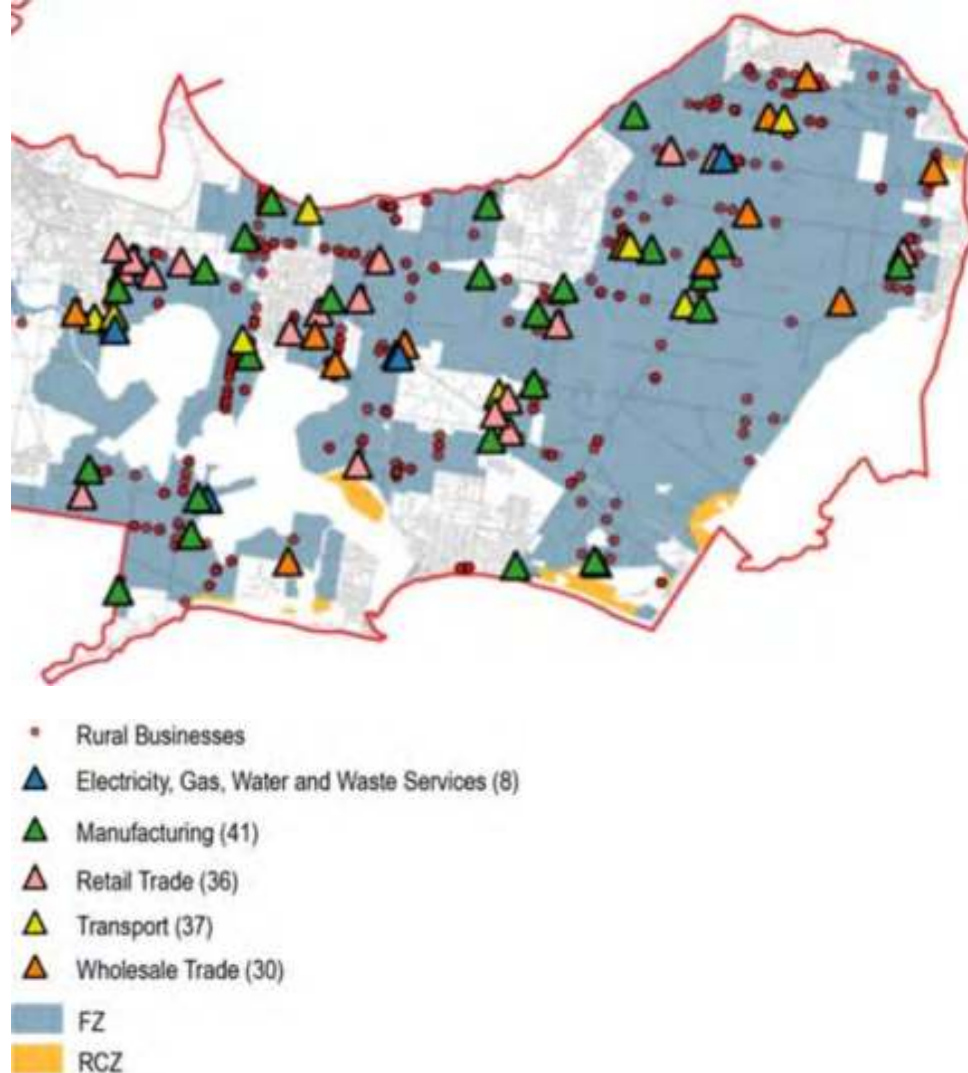 Rural Businesses
Electricity, Gas, Water and Waste Services (8)
Manufacturing (41)
Retail Trade (36)
Transport (37)
Wholesale Trade (30)
FZ
RCZ